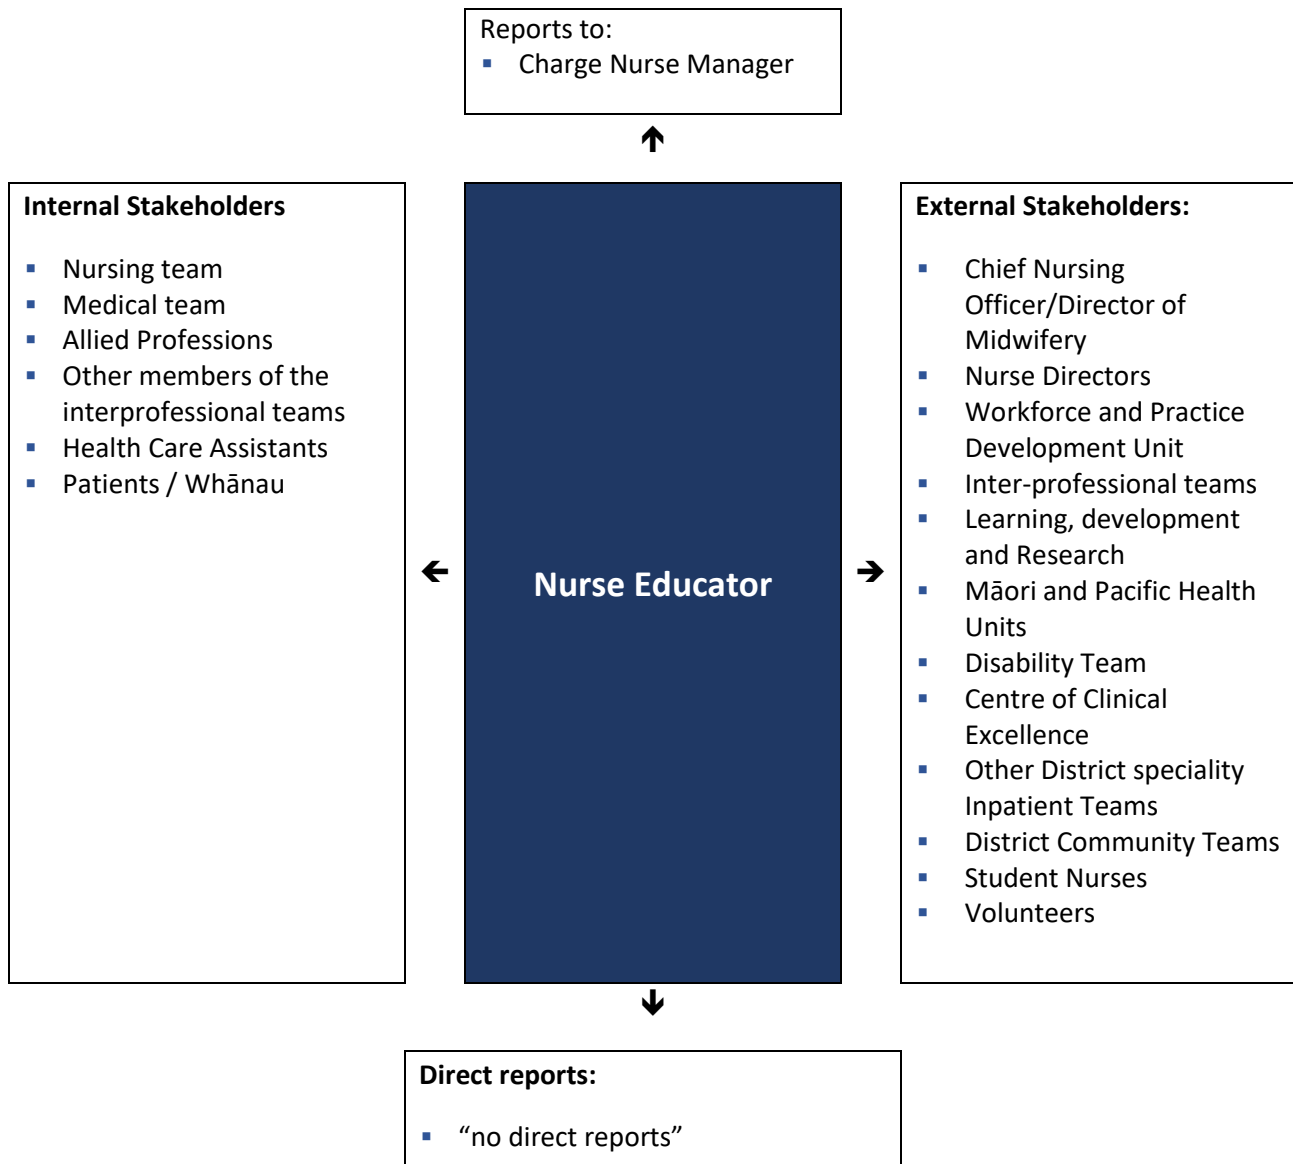 Reports to:
▪ Charge Nurse Manager
Internal Stakeholders
▪ Nursing team
▪ Medical team
▪ Allied Professions
▪ Other members of the
interprofessional teams
▪ Health Care Assistants
▪ Patients / Whānau
Nurse Educator
External Stakeholders:
▪ Chief Nursing
Officer/Director of
Midwifery
▪ Nurse Directors
▪ Workforce and Practice
Development Unit
▪ Inter-professional teams
▪ Learning, development
and Research
▪ Māori and Pacific Health
Units
▪ Disability Team
▪ Centre of Clinical
Excellence
▪ Other District speciality
Inpatient Teams
▪ District Community Teams
▪ Student Nurses
▪ Volunteers
Direct reports:
▪ “no direct reports”